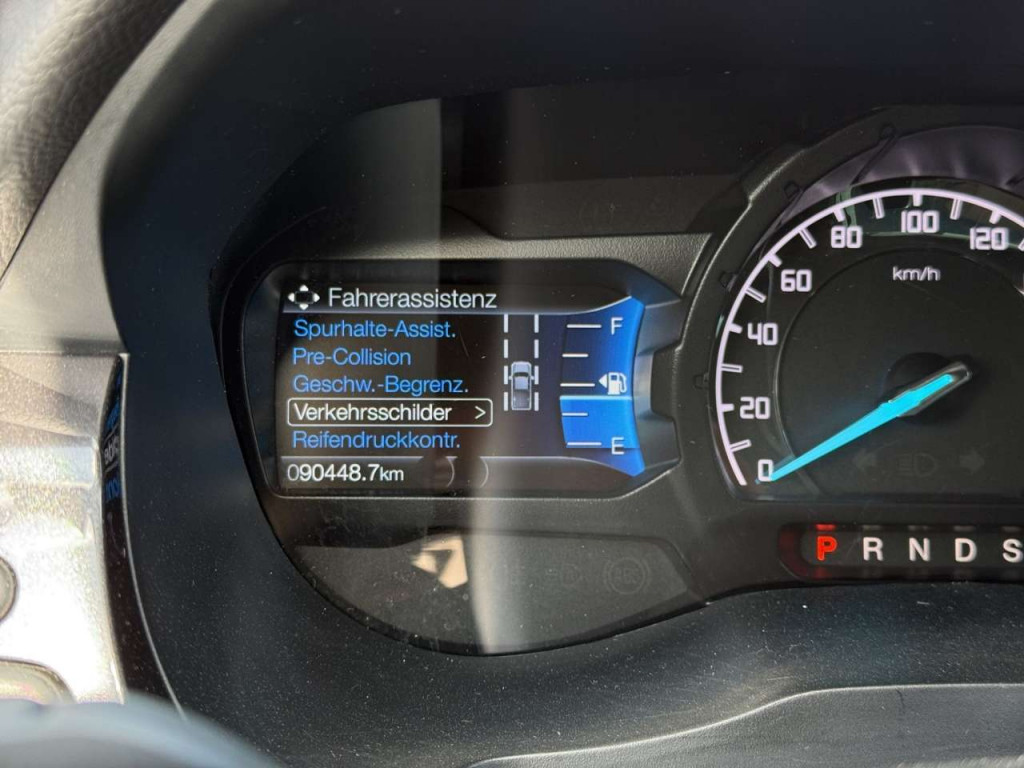 Fahrerassistenz
Spurhalte-Assist.
Pre-Collision
Geschw.-Begrenz.
Verkehrsschilder >
Reifendruckkontr.
090448.7km
F
E
0
20
40
60
80
100
120
km/h
P R N D S